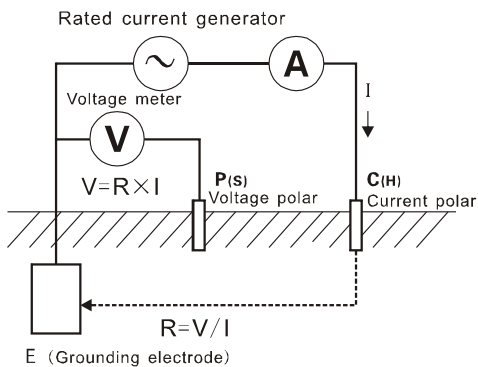 Rated current generator
A
I
Voltage meter
V
V=R×I
P(S)
Voltage polar
C(H)
Current polar
R=V/I
E (Grounding electrode)